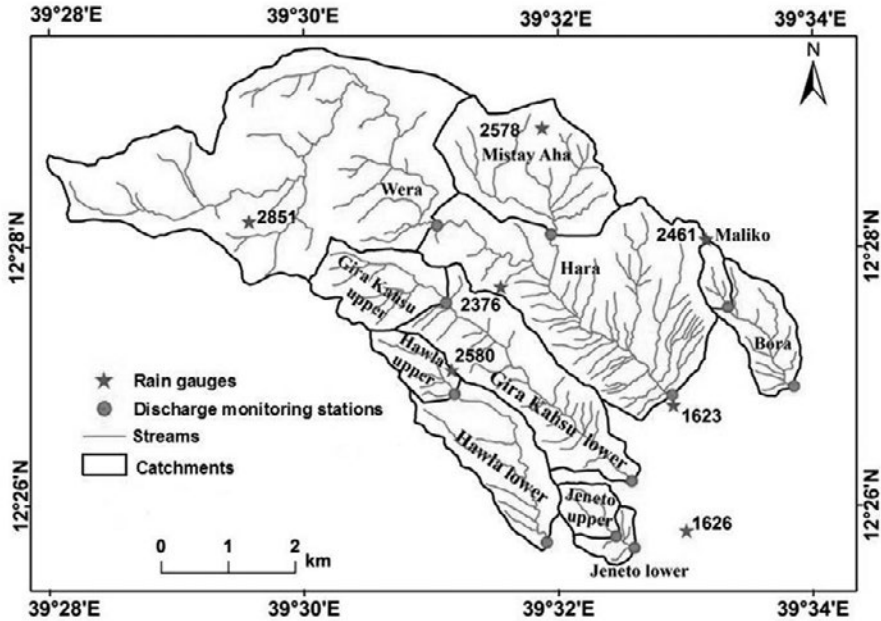 39°28'E 39°30'E 39°32'E 39°34'E
N
2578
Mistay Aha
Wera
2851
2461 Maliko
12°28'N 12°28'N
Hara
Gira Kahsu
upper
2376
Bora
Hawla
upper
2580
Rain gauges
Discharge monitoring stations
Streams
Catchments
Gira Kahsu lower
1623
Hawla lower
12°26'N 12°26'N
Jeneto
upper
1626
0 1 2
km
Jeneto lower
39°28'E 39°30'E 39°32'E 39°34'E